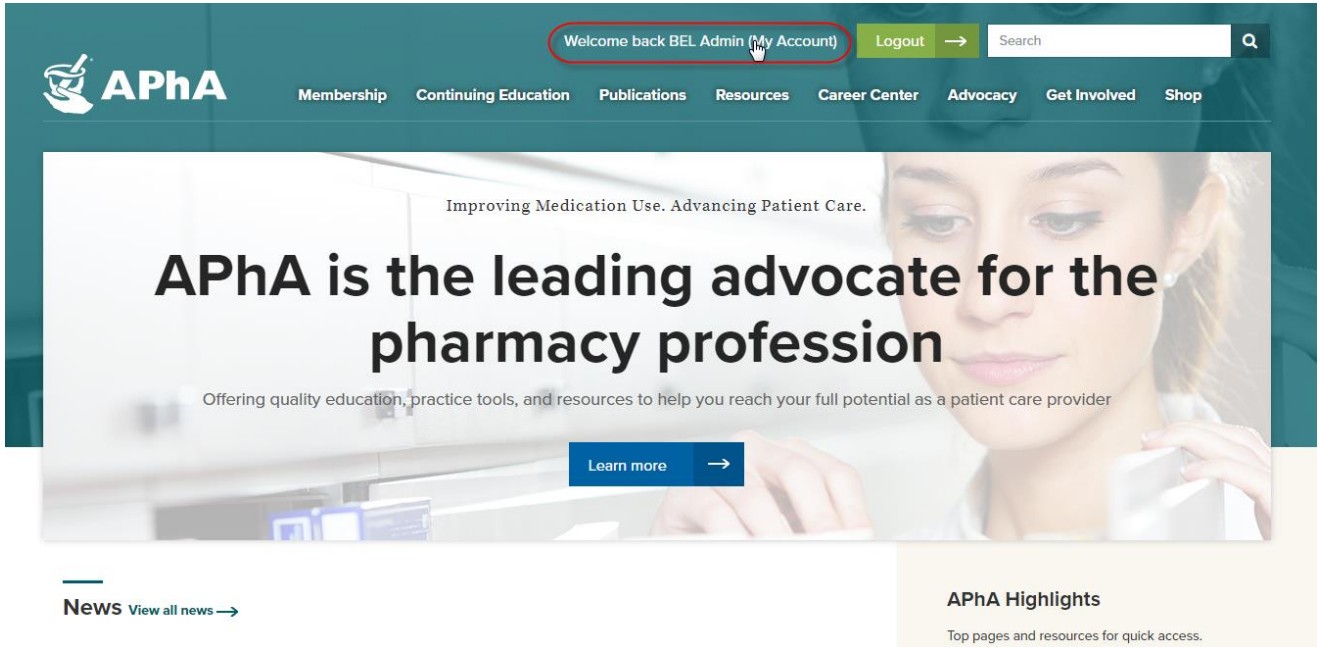 Welcome back BEL Admin (My Account)
Logout
Search
APhA
Membership Continuing Education Publications Resources Career Center Advocacy Get Involved Shop
Improving Medication Use. Advancing Patient Care.
APhA is the leading advocate for the
pharmacy profession
Offering quality education, practice tools, and resources to help you reach your full potential as a patient care provider
Learn more
News View all news
APhA Highlights
Top pages and resources for quick access.